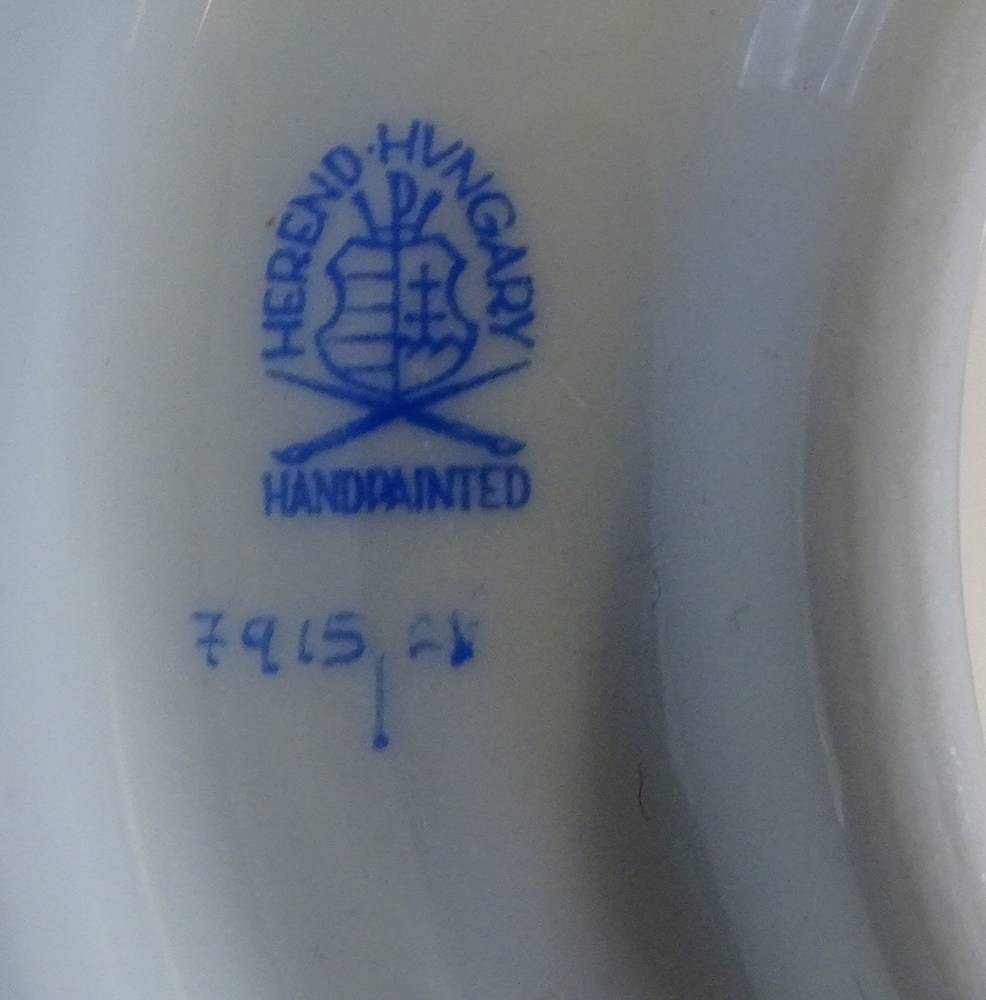 HEREND · HVNGARY
HANDPAINTED
7915